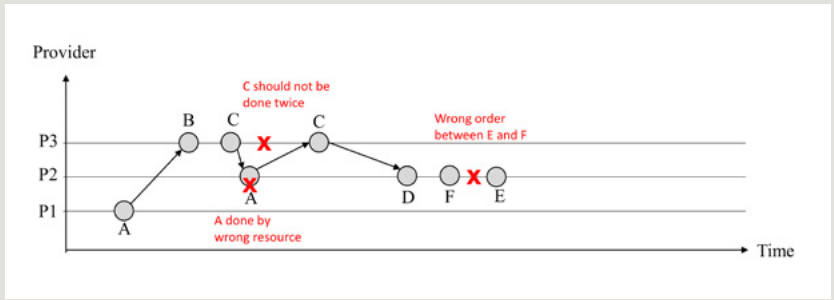 Provider
C should not be
done twice
B
C
C
Wrong order
between E and F
P3
X
P2
X
X
A
D
F
E
P1
A
A done by
wrong resource
Time